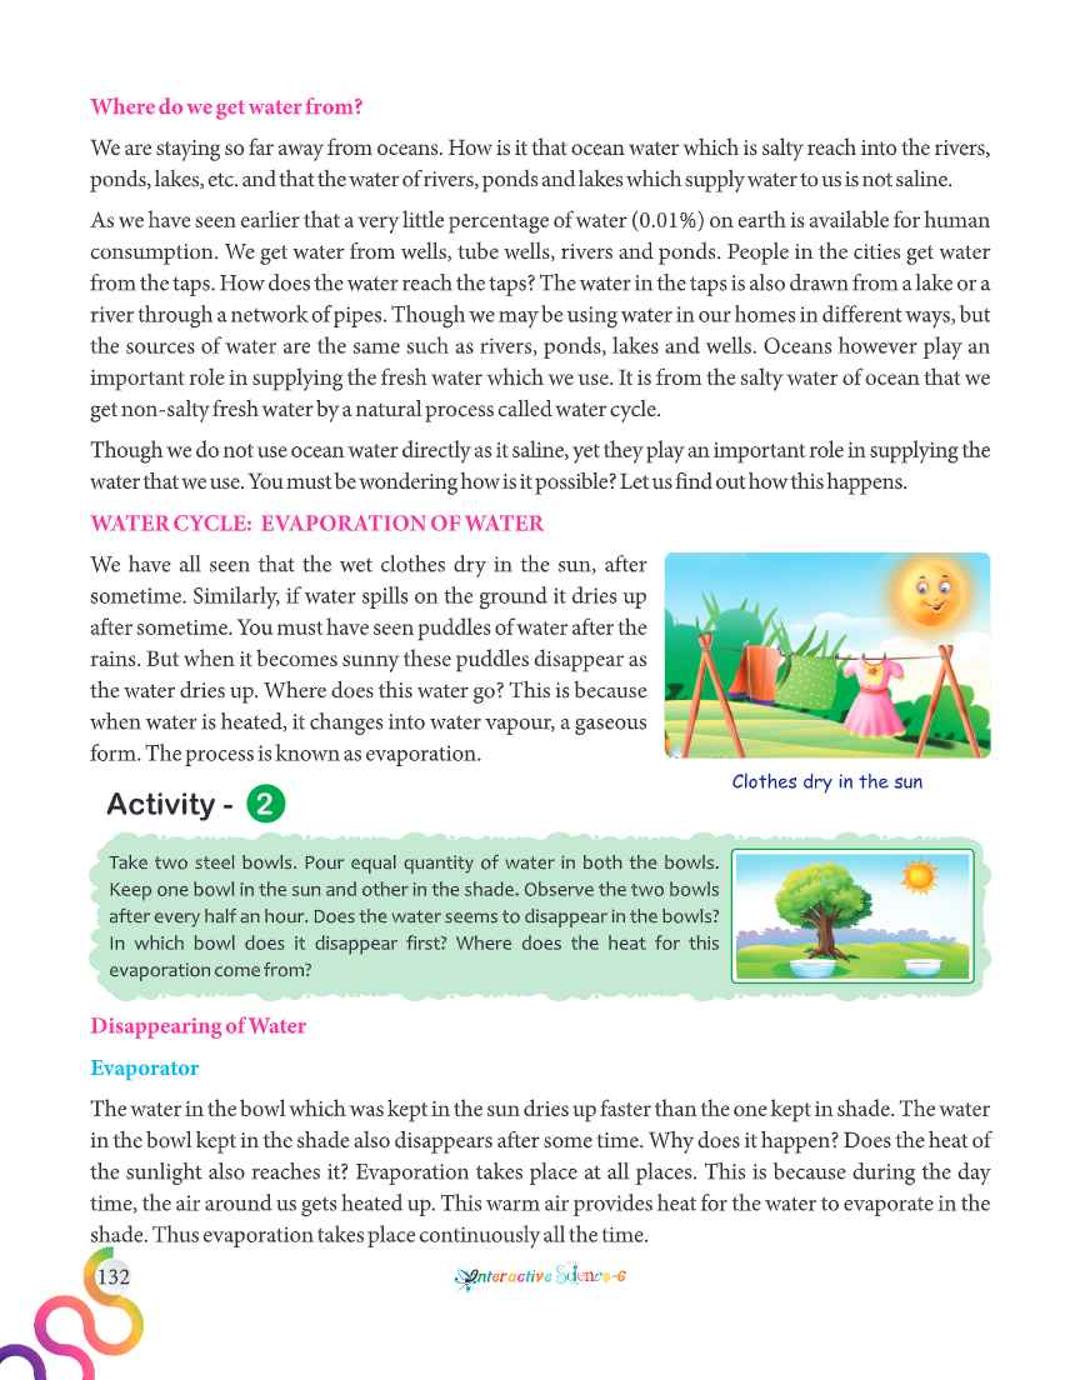 Where do we get water from?
We are staying so far away from oceans. How is it that ocean water which is salty reach into the rivers,
ponds, lakes, etc. and that the water of rivers, ponds and lakes which supply water to us is not saline.
As we have seen earlier that a very little percentage of water (0.01%) on earth is available for human
consumption. We get water from wells, tube wells, rivers and ponds. People in the cities get water
from the taps. How does the water reach the taps? The water in the taps is also drawn from a lake or a
river through a network of pipes. Though we may be using water in our homes in different ways, but
the sources of water are the same such as rivers, ponds, lakes and wells. Oceans however play an
important role in supplying the fresh water which we use. It is from the salty water of ocean that we
get non-salty fresh water by a natural process called water cycle.
Though we do not use ocean water directly as it saline, yet they play an important role in supplying the
water that we use. You must be wondering how is it possible? Let us find out how this happens.
WATER CYCLE: EVAPORATION OF WATER
We have all seen that the wet clothes dry in the sun, after
sometime. Similarly, if water spills on the ground it dries up
after sometime. You must have seen puddles of water after the
rains. But when it becomes sunny these puddles disappear as
the water dries up. Where does this water go? This is because
when water is heated, it changes into water vapour, a gaseous
form. The process is known as evaporation.
Clothes dry in the sun
Activity - 2
Take two steel bowls. Pour equal quantity of water in both the bowls.
Keep one bowl in the sun and other in the shade. Observe the two bowls
after every half an hour. Does the water seems to disappear in the bowls?
In which bowl does it disappear first? Where does the heat for this
evaporation come from?
Disappearing of Water
Evaporator
The water in the bowl which was kept in the sun dries up faster than the one kept in shade. The water
in the bowl kept in the shade also disappears after some time. Why does it happen? Does the heat of
the sunlight also reaches it? Evaporation takes place at all places. This is because during the day
time, the air around us gets heated up. This warm air provides heat for the water to evaporate in the
shade. Thus evaporation takes place continuously all the time.
132
Interactive Science-6